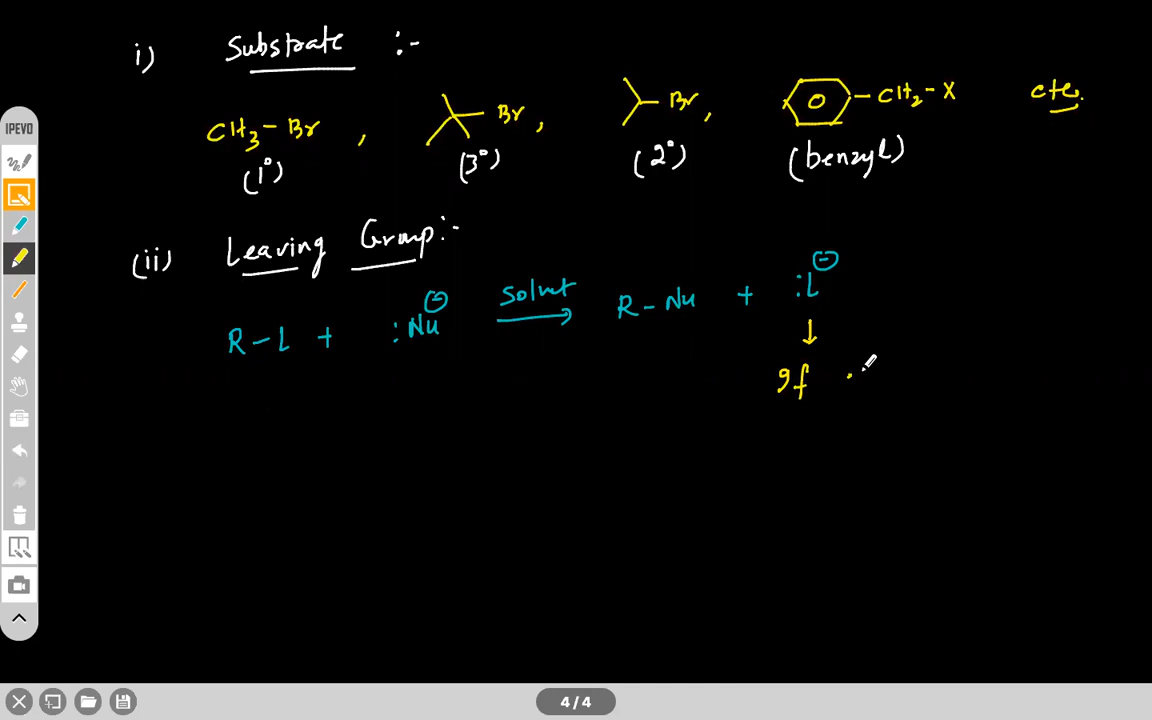 i) Substrate :-
CH3 – Br , Br , Br , – CH2 – X etc.
(1°) (3°) (2°) (benzyl)
(ii) Leaving Group:-
R – L + :Nu⊖ Solvent → R – Nu + :L⊖
↓
If
IPEVO
4/4